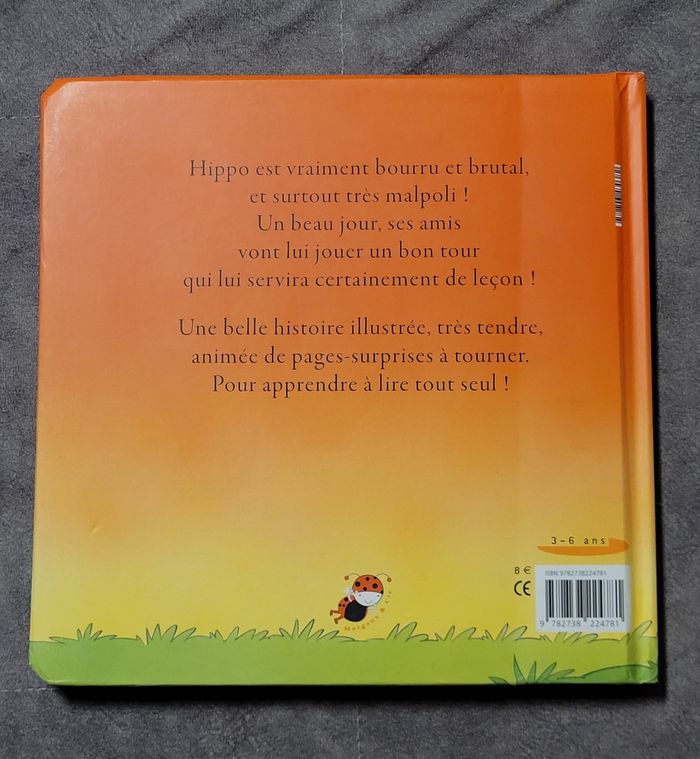 Hippo est vraiment bourru et brutal,
et surtout très malpoli !
Un beau jour, ses amis
vont lui jouer un bon tour
qui lui servira certainement de leçon !
Une belle histoire illustrée, très tendre,
animée de pages-surprises à tourner.
Pour apprendre à lire tout seul !
3-6 ans
8 €
ISBN 9782738224781
CE
9 782738 224781
Morgane & Cie